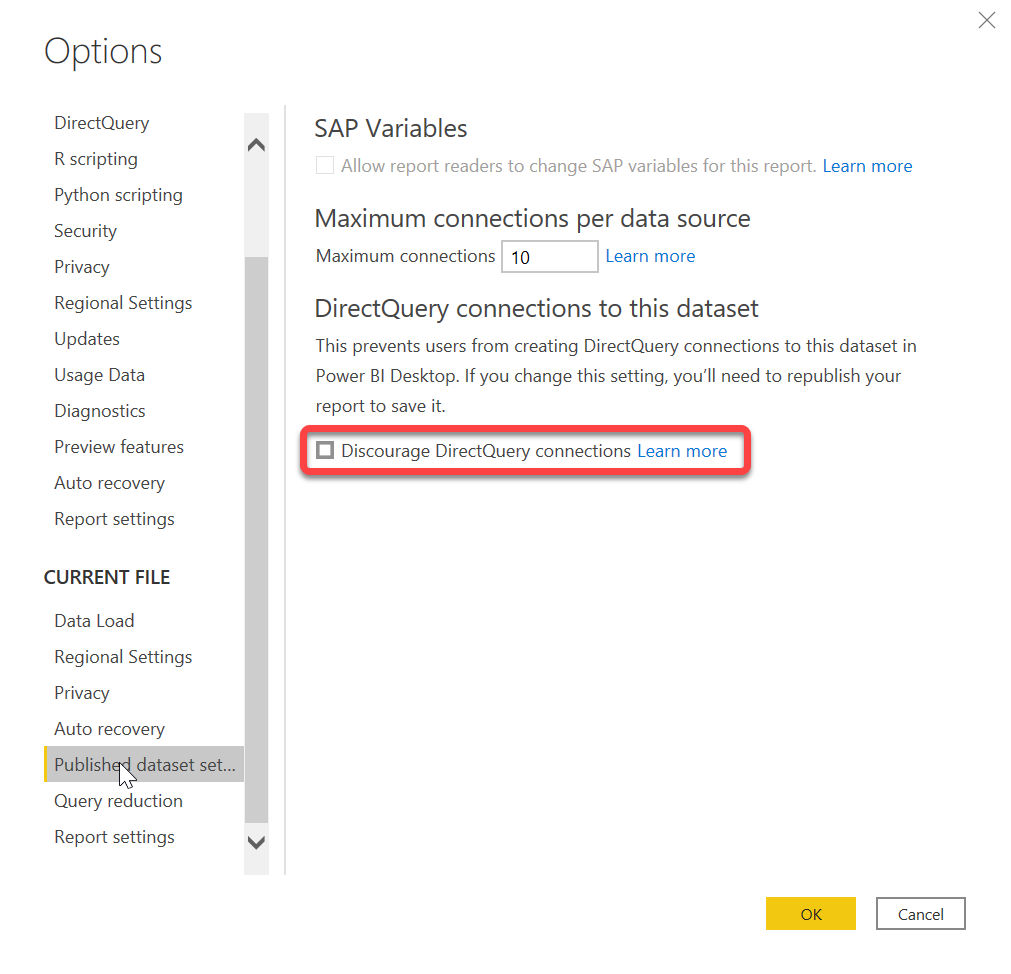 Options
DirectQuery
R scripting
Python scripting
Security
Privacy
Regional Settings
Updates
Usage Data
Diagnostics
Preview features
Auto recovery
Report settings
CURRENT FILE
Data Load
Regional Settings
Privacy
Auto recovery
Published dataset set...
Query reduction
Report settings
SAP Variables
Allow report readers to change SAP variables for this report. Learn more
Maximum connections per data source
Maximum connections 10 Learn more
DirectQuery connections to this dataset
This prevents users from creating DirectQuery connections to this dataset in
Power BI Desktop. If you change this setting, you’ll need to republish your
report to save it.
Discourage DirectQuery connections Learn more
OK Cancel